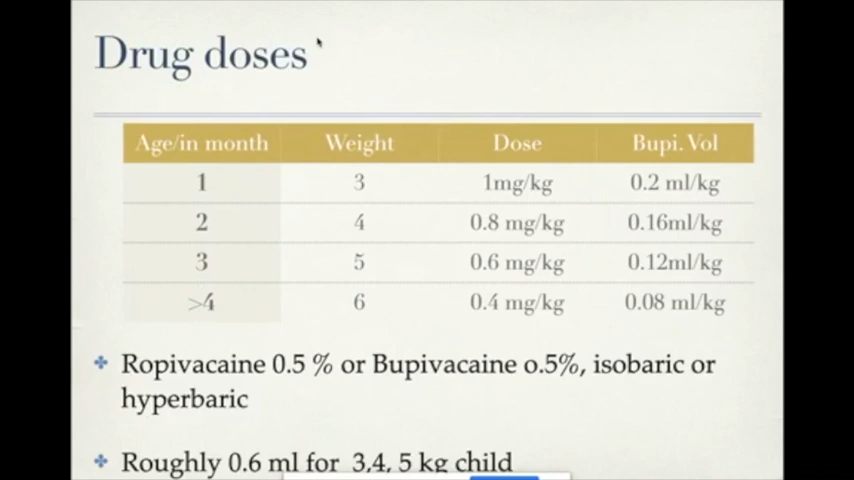 Drug doses
Age/in month Weight Dose Bupi. Vol
1 3 1mg/kg 0.2 ml/kg
2 4 0.8 mg/kg 0.16ml/kg
3 5 0.6 mg/kg 0.12ml/kg
>4 6 0.4 mg/kg 0.08 ml/kg
Ropivacaine 0.5 % or Bupivacaine o.5%, isobaric or
hyperbaric
Roughly 0.6 ml for 3,4, 5 kg child